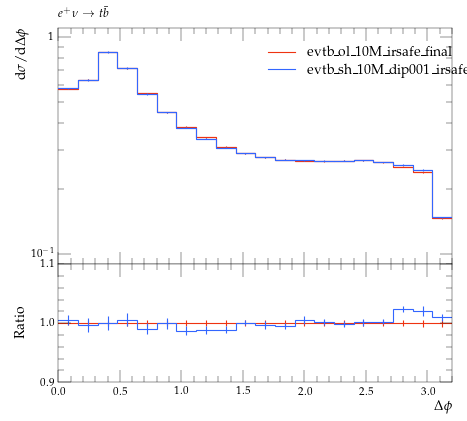 e⁺ν → tb̄
evtb_ol_10M_irsafe_final
evtb_sh_10M_dip001_irsafe
dσ/dΔφ
1
10⁻¹
1.1
1.0
0.9
Ratio
0.0 0.5 1.0 1.5 2.0 2.5 3.0
Δφ